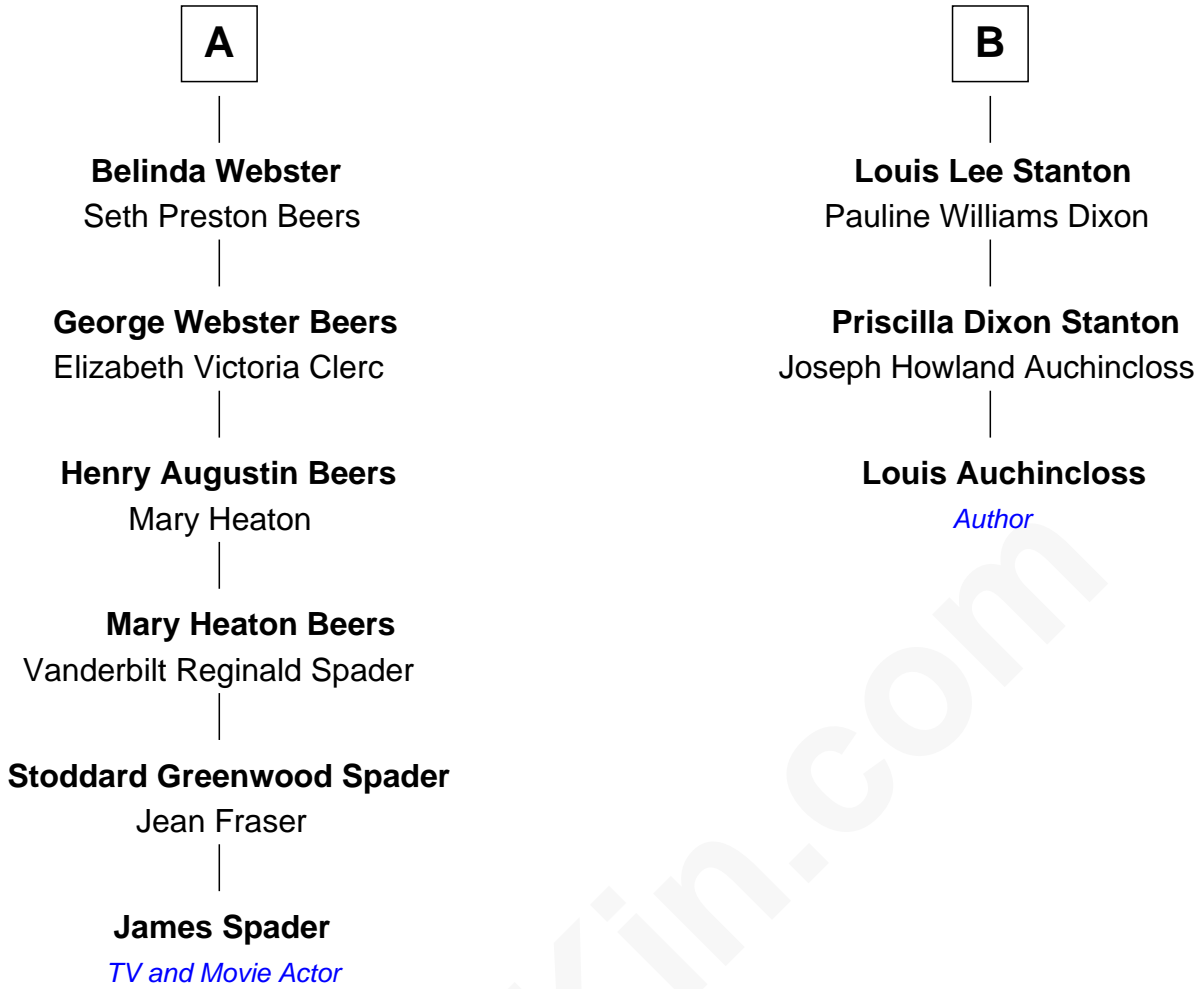 A
Belinda Webster
Seth Preston Beers
George Webster Beers
Elizabeth Victoria Clerc
Henry Augustin Beers
Mary Heaton
Mary Heaton Beers
Vanderbilt Reginald Spader
Stoddard Greenwood Spader
Jean Fraser
James Spader
TV and Movie Actor
B
Louis Lee Stanton
Pauline Williams Dixon
Priscilla Dixon Stanton
Joseph Howland Auchincloss
Louis Auchincloss
Author
Kin.com